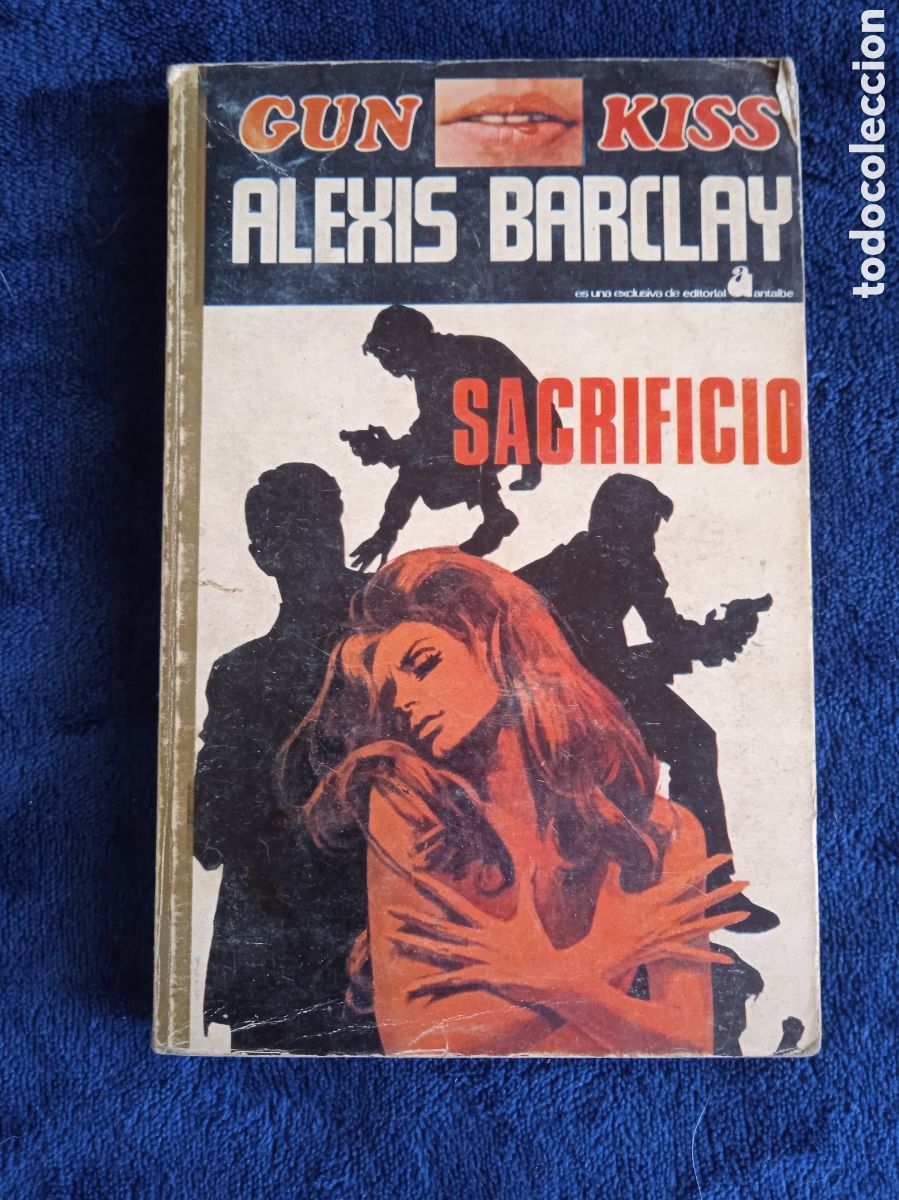 GUN KISS
ALEXIS BARCLAY
es una exclusiva de editorial a antalbe
SACRIFICIO
todocoleccion